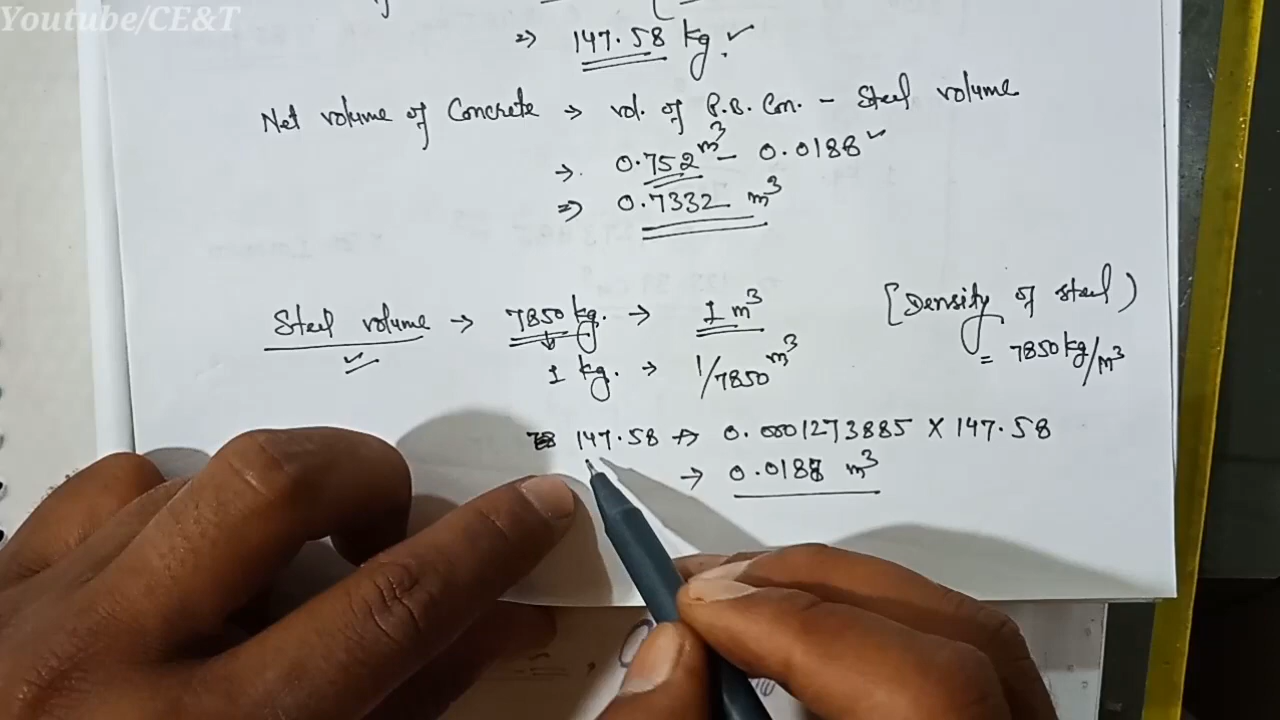 Youtube/CE&T
⇒ 147.58 kg.
Net volume of Concrete → vol. of P.B. Con. - Steel volume
→ 0.752 m³ - 0.0188
⇒ 0.7332 m³
Steel volume → 7850 kg. → 1 m³ [Density of steel)
= 7850 kg/m³
1 kg. → 1/7850 m³
147.58 → 0.0001273885 × 147.58
→ 0.0188 m³